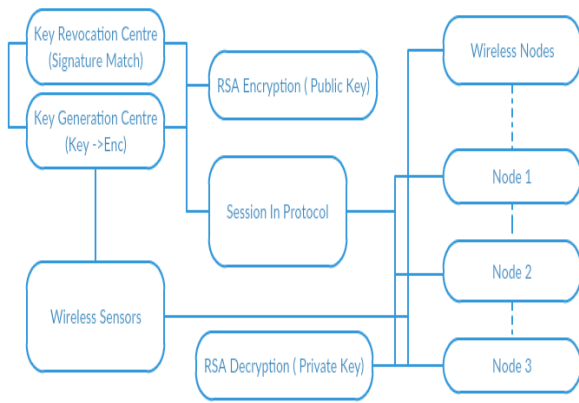 Key Revocation Centre
(Signature Match)
Key Generation Centre
(Key ->Enc)
Wireless Sensors
RSA Encryption ( Public Key)
Session In Protocol
RSA Decryption ( Private Key)
Wireless Nodes
Node 1
Node 2
Node 3